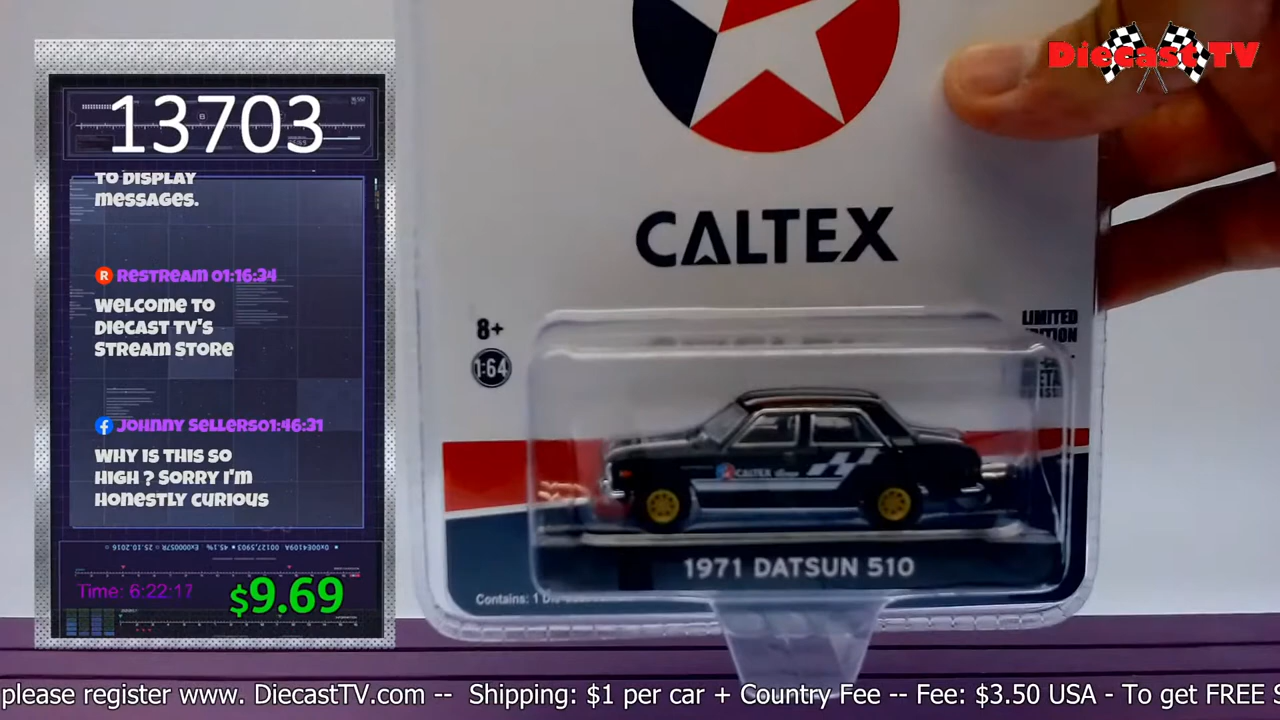 13703
TO DISPLAY
MESSAGES.
R RESTREAM 01:16:34
WELCOME TO
DIECAST TV'S
STREAM STORE
f JOHNNY SELLERS01:46:31
WHY IS THIS SO
HIGH ? SORRY I'M
HONESTLY CURIOUS
Time: 6:22:17
$9.69
Diecast TV
CALTEX
8+
1:64
LIMITED
EDITION
CALTEX
1971 DATSUN 510
Contains: 1 Die
please register www. DiecastTV.com -- Shipping: $1 per car + Country Fee -- Fee: $3.50 USA - To get FREE S